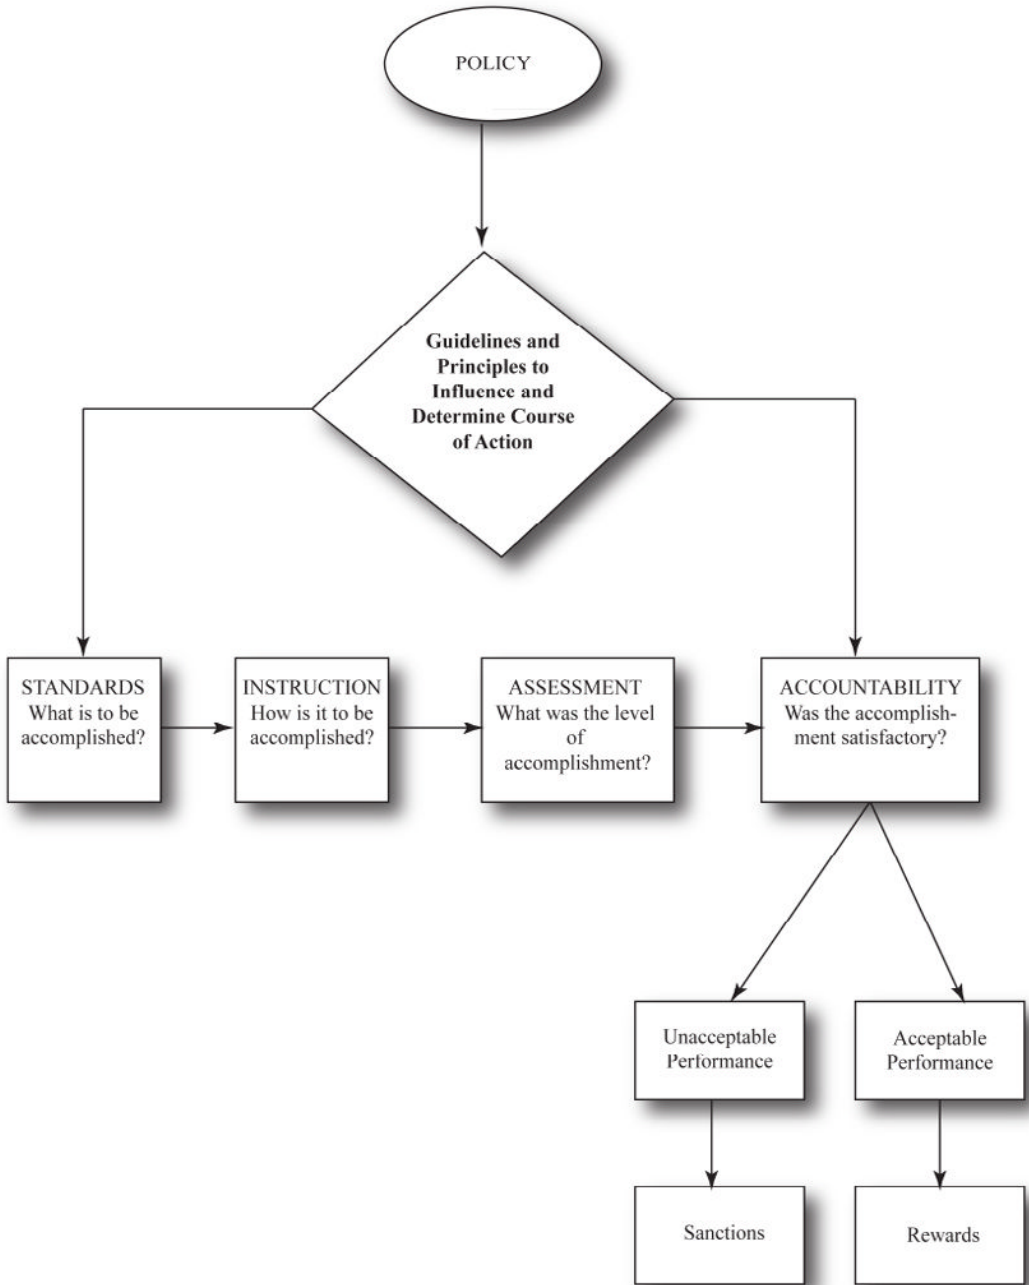 POLICY
Guidelines and
Principles to
Influence and
Determine Course
of Action
STANDARDS
What is to be
accomplished?
INSTRUCTION
How is it to be
accomplished?
ASSESSMENT
What was the level
of
accomplishment?
ACCOUNTABILITY
Was the accomplish-
ment satisfactory?
Unacceptable
Performance
Acceptable
Performance
Sanctions
Rewards